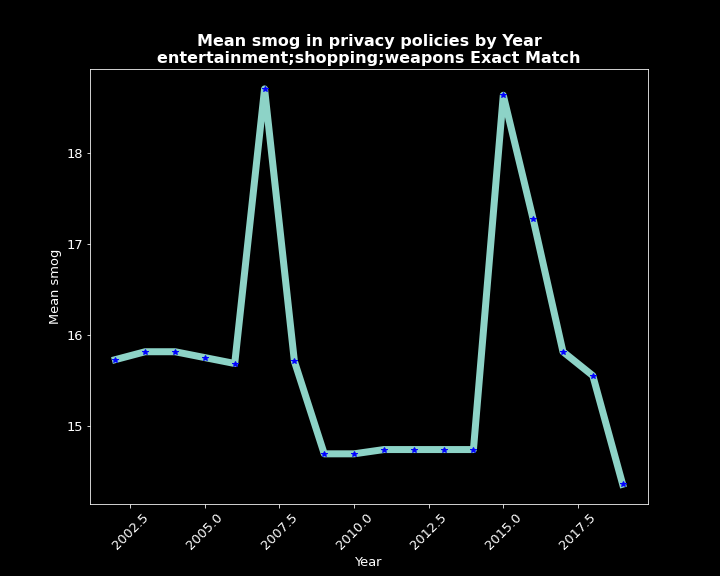 Mean smog in privacy policies by Year
entertainment;shopping;weapons Exact Match
18
17
16
15
Mean smog
2002.5
2005.0
2007.5
2010.0
2012.5
2015.0
2017.5
Year